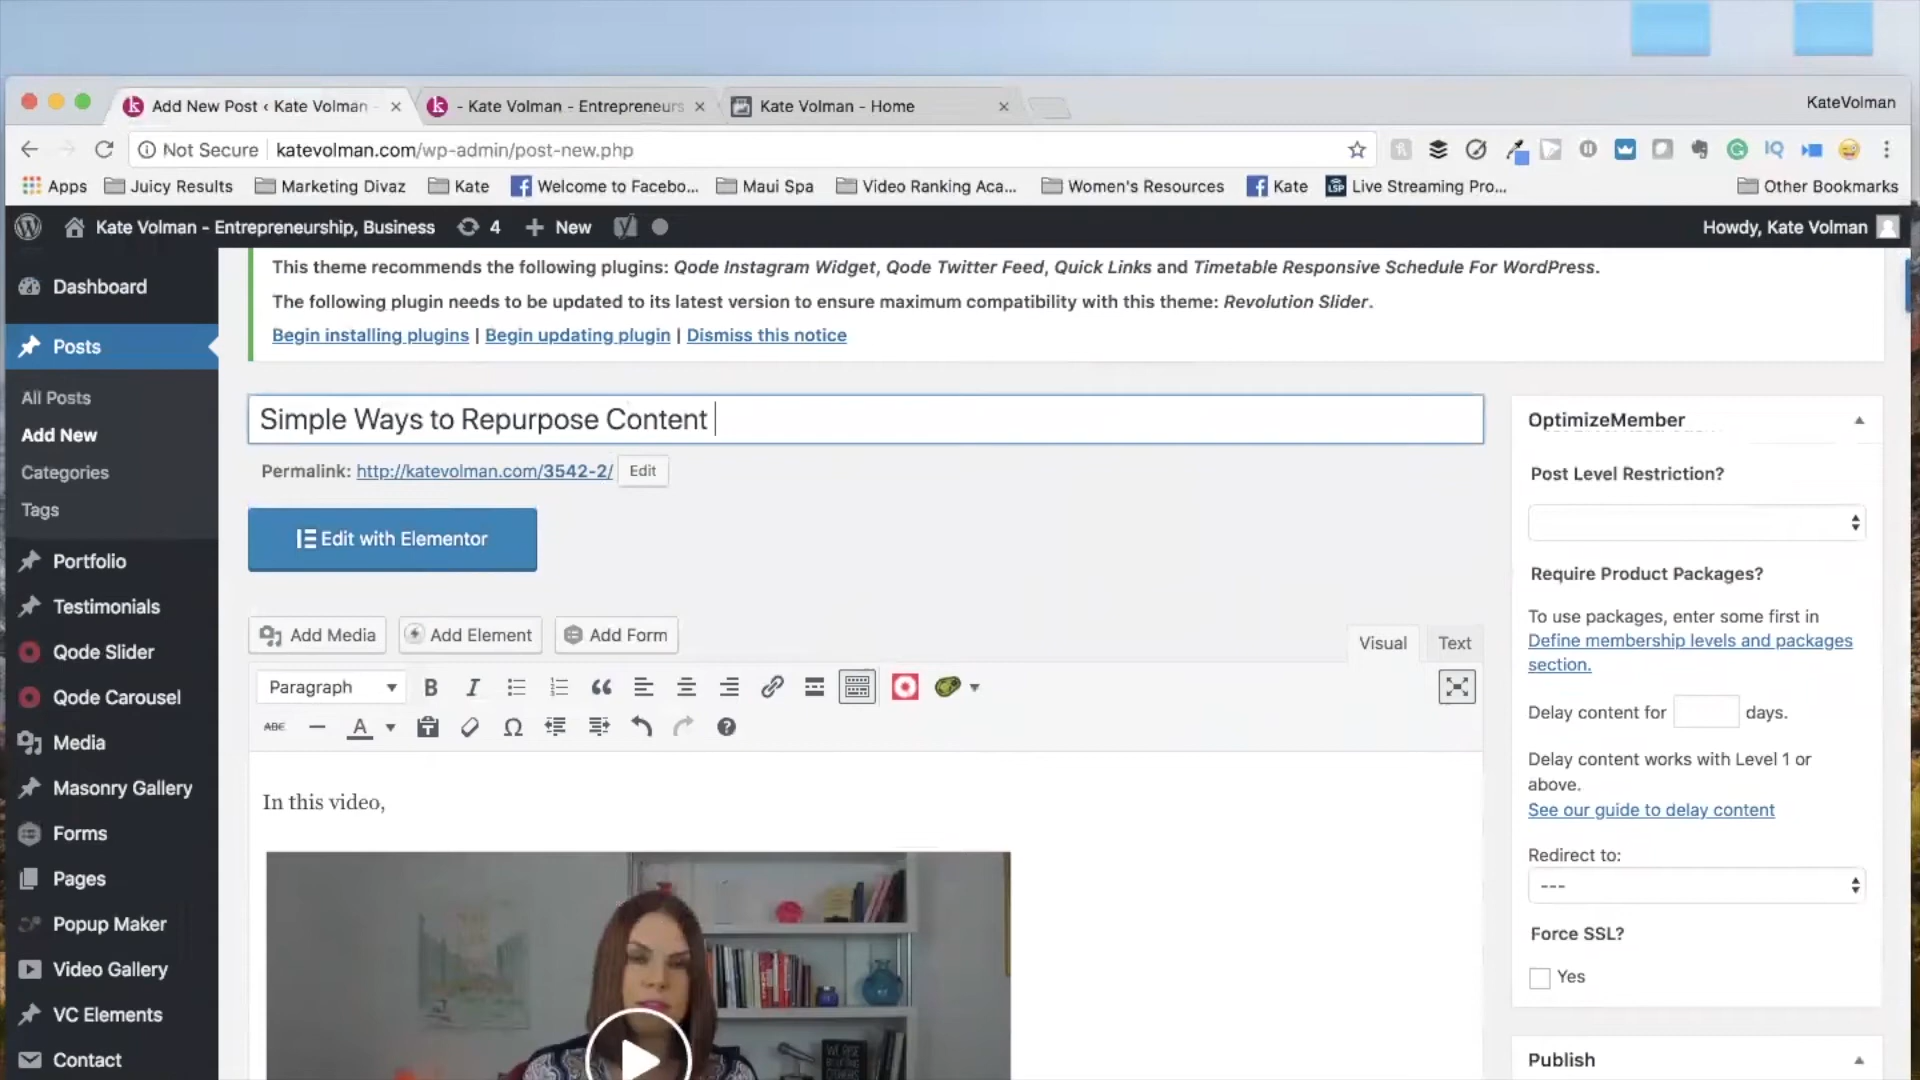 Add New Post ‹ Kate Volman -
- Kate Volman - Entrepreneurs
Kate Volman - Home
KateVolman
Not Secure
katevolman.com/wp-admin/post-new.php
IQ
Apps
Juicy Results
Marketing Divaz
Kate
Welcome to Facebo...
Maui Spa
Video Ranking Aca...
Women's Resources
Kate
LSP
Live Streaming Pro...
Other Bookmarks
Kate Volman - Entrepreneurship, Business
4
New
Howdy, Kate Volman
Dashboard
Posts
All Posts
Add New
Categories
Tags
Portfolio
Testimonials
Qode Slider
Qode Carousel
Media
Masonry Gallery
Forms
Pages
Popup Maker
Video Gallery
VC Elements
Contact
This theme recommends the following plugins: Qode Instagram Widget, Qode Twitter Feed, Quick Links and Timetable Responsive Schedule For WordPress.
The following plugin needs to be updated to its latest version to ensure maximum compatibility with this theme: Revolution Slider.
Begin installing plugins | Begin updating plugin | Dismiss this notice
Simple Ways to Repurpose Content
Permalink: http://katevolman.com/3542-2/ Edit
Edit with Elementor
Add Media
Add Element
Add Form
Visual
Text
Paragraph
B
I
ABE
A
In this video,
OptimizeMember
Post Level Restriction?
Require Product Packages?
To use packages, enter some first in
Define membership levels and packages
section.
Delay content for days.
Delay content works with Level 1 or
above.
See our guide to delay content
Redirect to:
---
Force SSL?
Yes
Publish